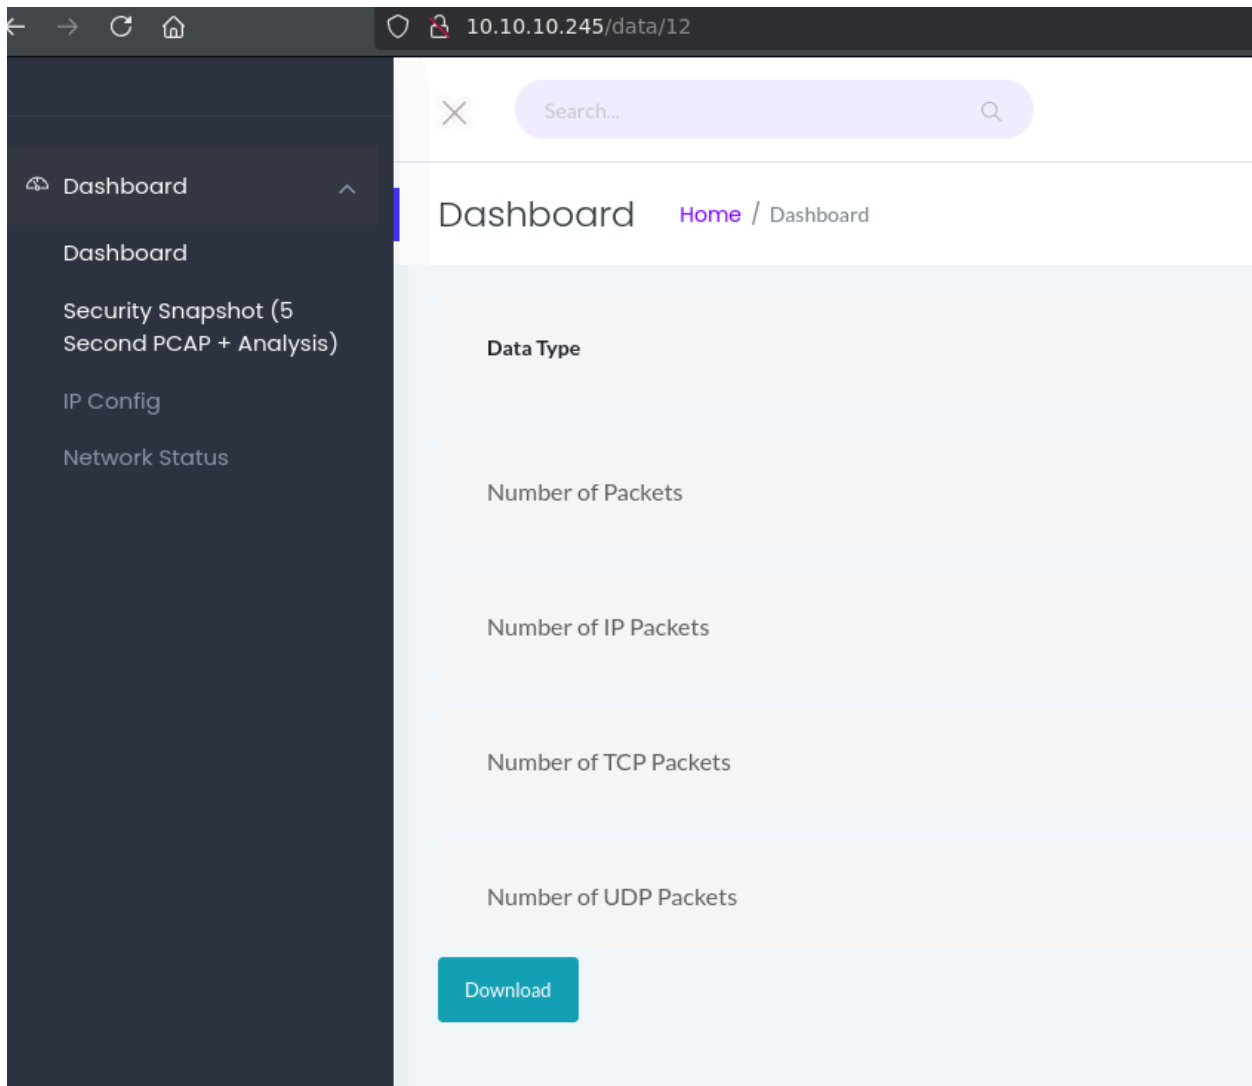 10.10.10.245/data/12
Search...
Dashboard
Dashboard
Security Snapshot (5
Second PCAP + Analysis)
IP Config
Network Status
Dashboard Home / Dashboard
Data Type
Number of Packets
Number of IP Packets
Number of TCP Packets
Number of UDP Packets
Download